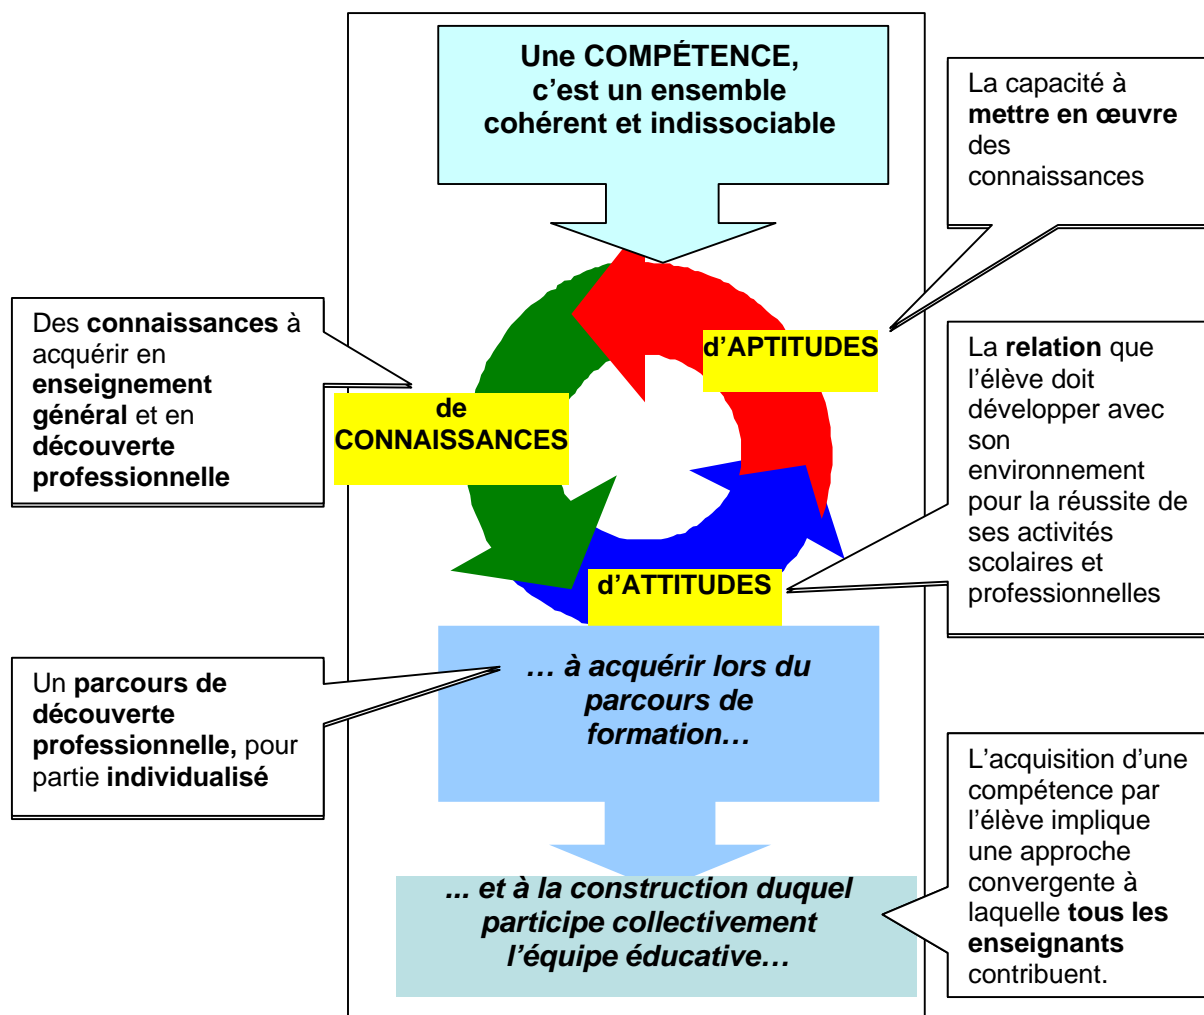 Une COMPÉTENCE,
c’est un ensemble
cohérent et indissociable
La capacité à
mettre en œuvre
des
connaissances
Des connaissances à
acquérir en
enseignement
général et en
découverte
professionnelle
d’APTITUDES
de
CONNAISSANCES
La relation que
l’élève doit
développer avec
son
environnement
pour la réussite de
ses activités
scolaires et
professionnelles
d’ATTITUDES
Un parcours de
découverte
professionnelle, pour
partie individualisé
… à acquérir lors du
parcours de
formation…
L’acquisition d’une
compétence par
l’élève implique
une approche
convergente à
laquelle tous les
enseignants
contribuent.
... et à la construction duquel
participe collectivement
l’équipe éducative…